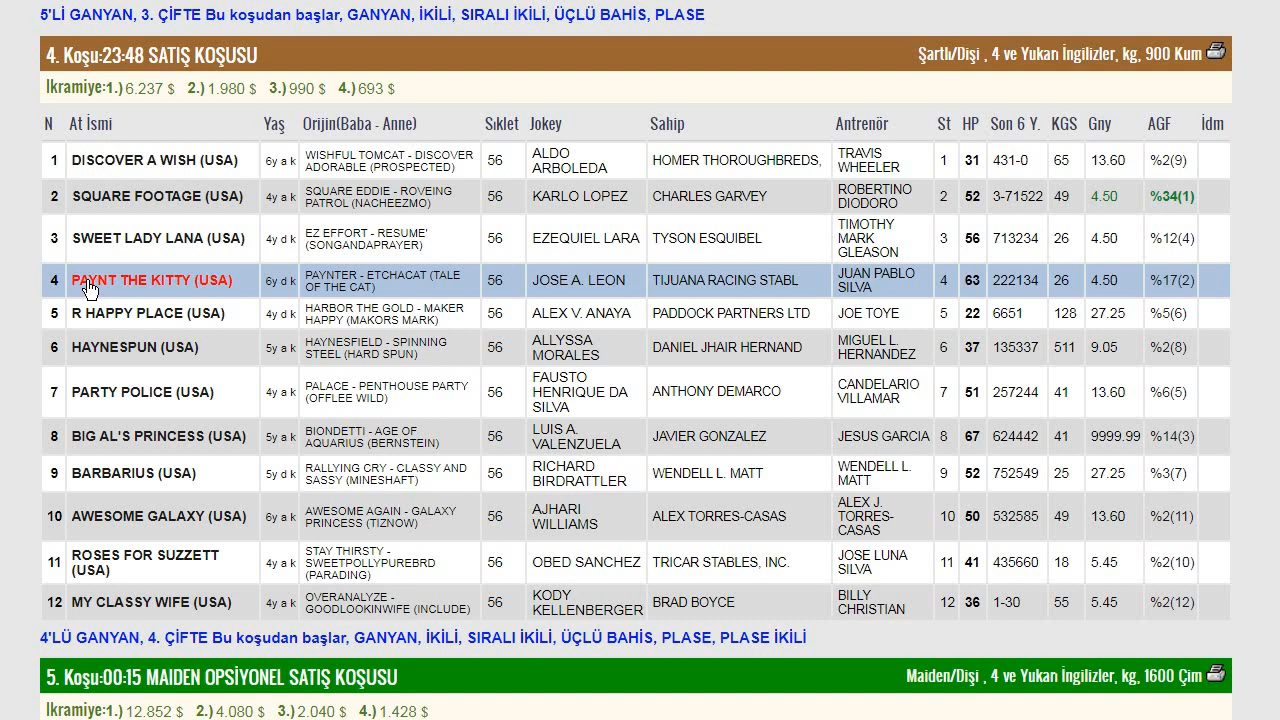 5'Lİ GANYAN, 3. ÇİFTE Bu koşudan başlar, GANYAN, İKİLİ, SIRALI İKİLİ, ÜÇLÜ BAHİS, PLASE
4. Koşu:23:48 SATIŞ KOŞUSU Şartlı/Dişi , 4 ve Yukarı İngilizler, kg, 900 Kum
İkramiye:1.) 6.237 $ 2.) 1.980 $ 3.) 990 $ 4.) 693 $
N At İsmi Yaş Orijin(Baba - Anne) Sıklet Jokey Sahip Antrenör St HP Son 6 Y. KGS Gny AGF İdm
1 DISCOVER A WISH (USA) 6y a k WISHFUL TOMCAT - DISCOVER ADORABLE (PROSPECTED) 56 ALDO ARBOLEDA HOMER THOROUGHBREDS, TRAVIS WHEELER 1 31 431-0 65 13.60 %2(9)
2 SQUARE FOOTAGE (USA) 4y a k SQUARE EDDIE - ROVEING PATROL (NACHEEZMO) 56 KARLO LOPEZ CHARLES GARVEY ROBERTINO DIODORO 2 52 3-71522 49 4.50 %34(1)
3 SWEET LADY LANA (USA) 4y d k EZ EFFORT - RESUME' (SONGANDAPRAYER) 56 EZEQUIEL LARA TYSON ESQUIBEL TIMOTHY MARK GLEASON 3 56 713234 26 4.50 %12(4)
4 PAYNT THE KITTY (USA) 6y d k PAYNTER - ETCHACAT (TALE OF THE CAT) 56 JOSE A. LEON TIJUANA RACING STABL JUAN PABLO SILVA 4 63 222134 26 4.50 %17(2)
5 R HAPPY PLACE (USA) 4y d k HARBOR THE GOLD - MAKER HAPPY (MAKORS MARK) 56 ALEX V. ANAYA PADDOCK PARTNERS LTD JOE TOYE 5 22 6651 128 27.25 %5(6)
6 HAYNESPUN (USA) 5y a k HAYNESFIELD - SPINNING STEEL (HARD SPUN) 56 ALLYSSA MORALES DANIEL JHAIR HERNAND MIGUEL L. HERNANDEZ 6 37 135337 511 9.05 %2(8)
7 PARTY POLICE (USA) 4y a k PALACE - PENTHOUSE PARTY (OFFLEE WILD) 56 FAUSTO HENRIQUE DA SILVA ANTHONY DEMARCO CANDELARIO VILLAMAR 7 51 257244 41 13.60 %6(5)
8 BIG AL'S PRINCESS (USA) 5y a k BIONDETTI - AGE OF AQUARIUS (BERNSTEIN) 56 LUIS A. VALENZUELA JAVIER GONZALEZ JESUS GARCIA 8 67 624442 41 9999.99 %14(3)
9 BARBARIUS (USA) 5y d k RALLYING CRY - CLASSY AND SASSY (MINESHAFT) 56 RICHARD BIRDRATTLER WENDELL L. MATT WENDELL L. MATT 9 52 752549 25 27.25 %3(7)
10 AWESOME GALAXY (USA) 6y a k AWESOME AGAIN - GALAXY PRINCESS (TIZNOW) 56 AJHARI WILLIAMS ALEX TORRES-CASAS ALEX J. TORRES-CASAS 10 50 532585 49 13.60 %2(11)
11 ROSES FOR SUZZETT (USA) 4y a k STAY THIRSTY - SWEETPOLLYPUREBRD (PARADING) 56 OBED SANCHEZ TRICAR STABLES, INC. JOSE LUNA SILVA 11 41 435660 18 5.45 %2(10)
12 MY CLASSY WIFE (USA) 4y a k OVERANALYZE - GOODLOOKINWIFE (INCLUDE) 56 KODY KELLENBERGER BRAD BOYCE BILLY CHRISTIAN 12 36 1-30 55 5.45 %2(12)
4'LÜ GANYAN, 4. ÇİFTE Bu koşudan başlar, GANYAN, İKİLİ, SIRALI İKİLİ, ÜÇLÜ BAHİS, PLASE, PLASE İKİLİ
5. Koşu:00:15 MAIDEN OPSİYONEL SATIŞ KOŞUSU Maiden/Dişi , 4 ve Yukarı İngilizler, kg, 1600 Çim
İkramiye:1.) 12.852 $ 2.) 4.080 $ 3.) 2.040 $ 4.) 1.428 $